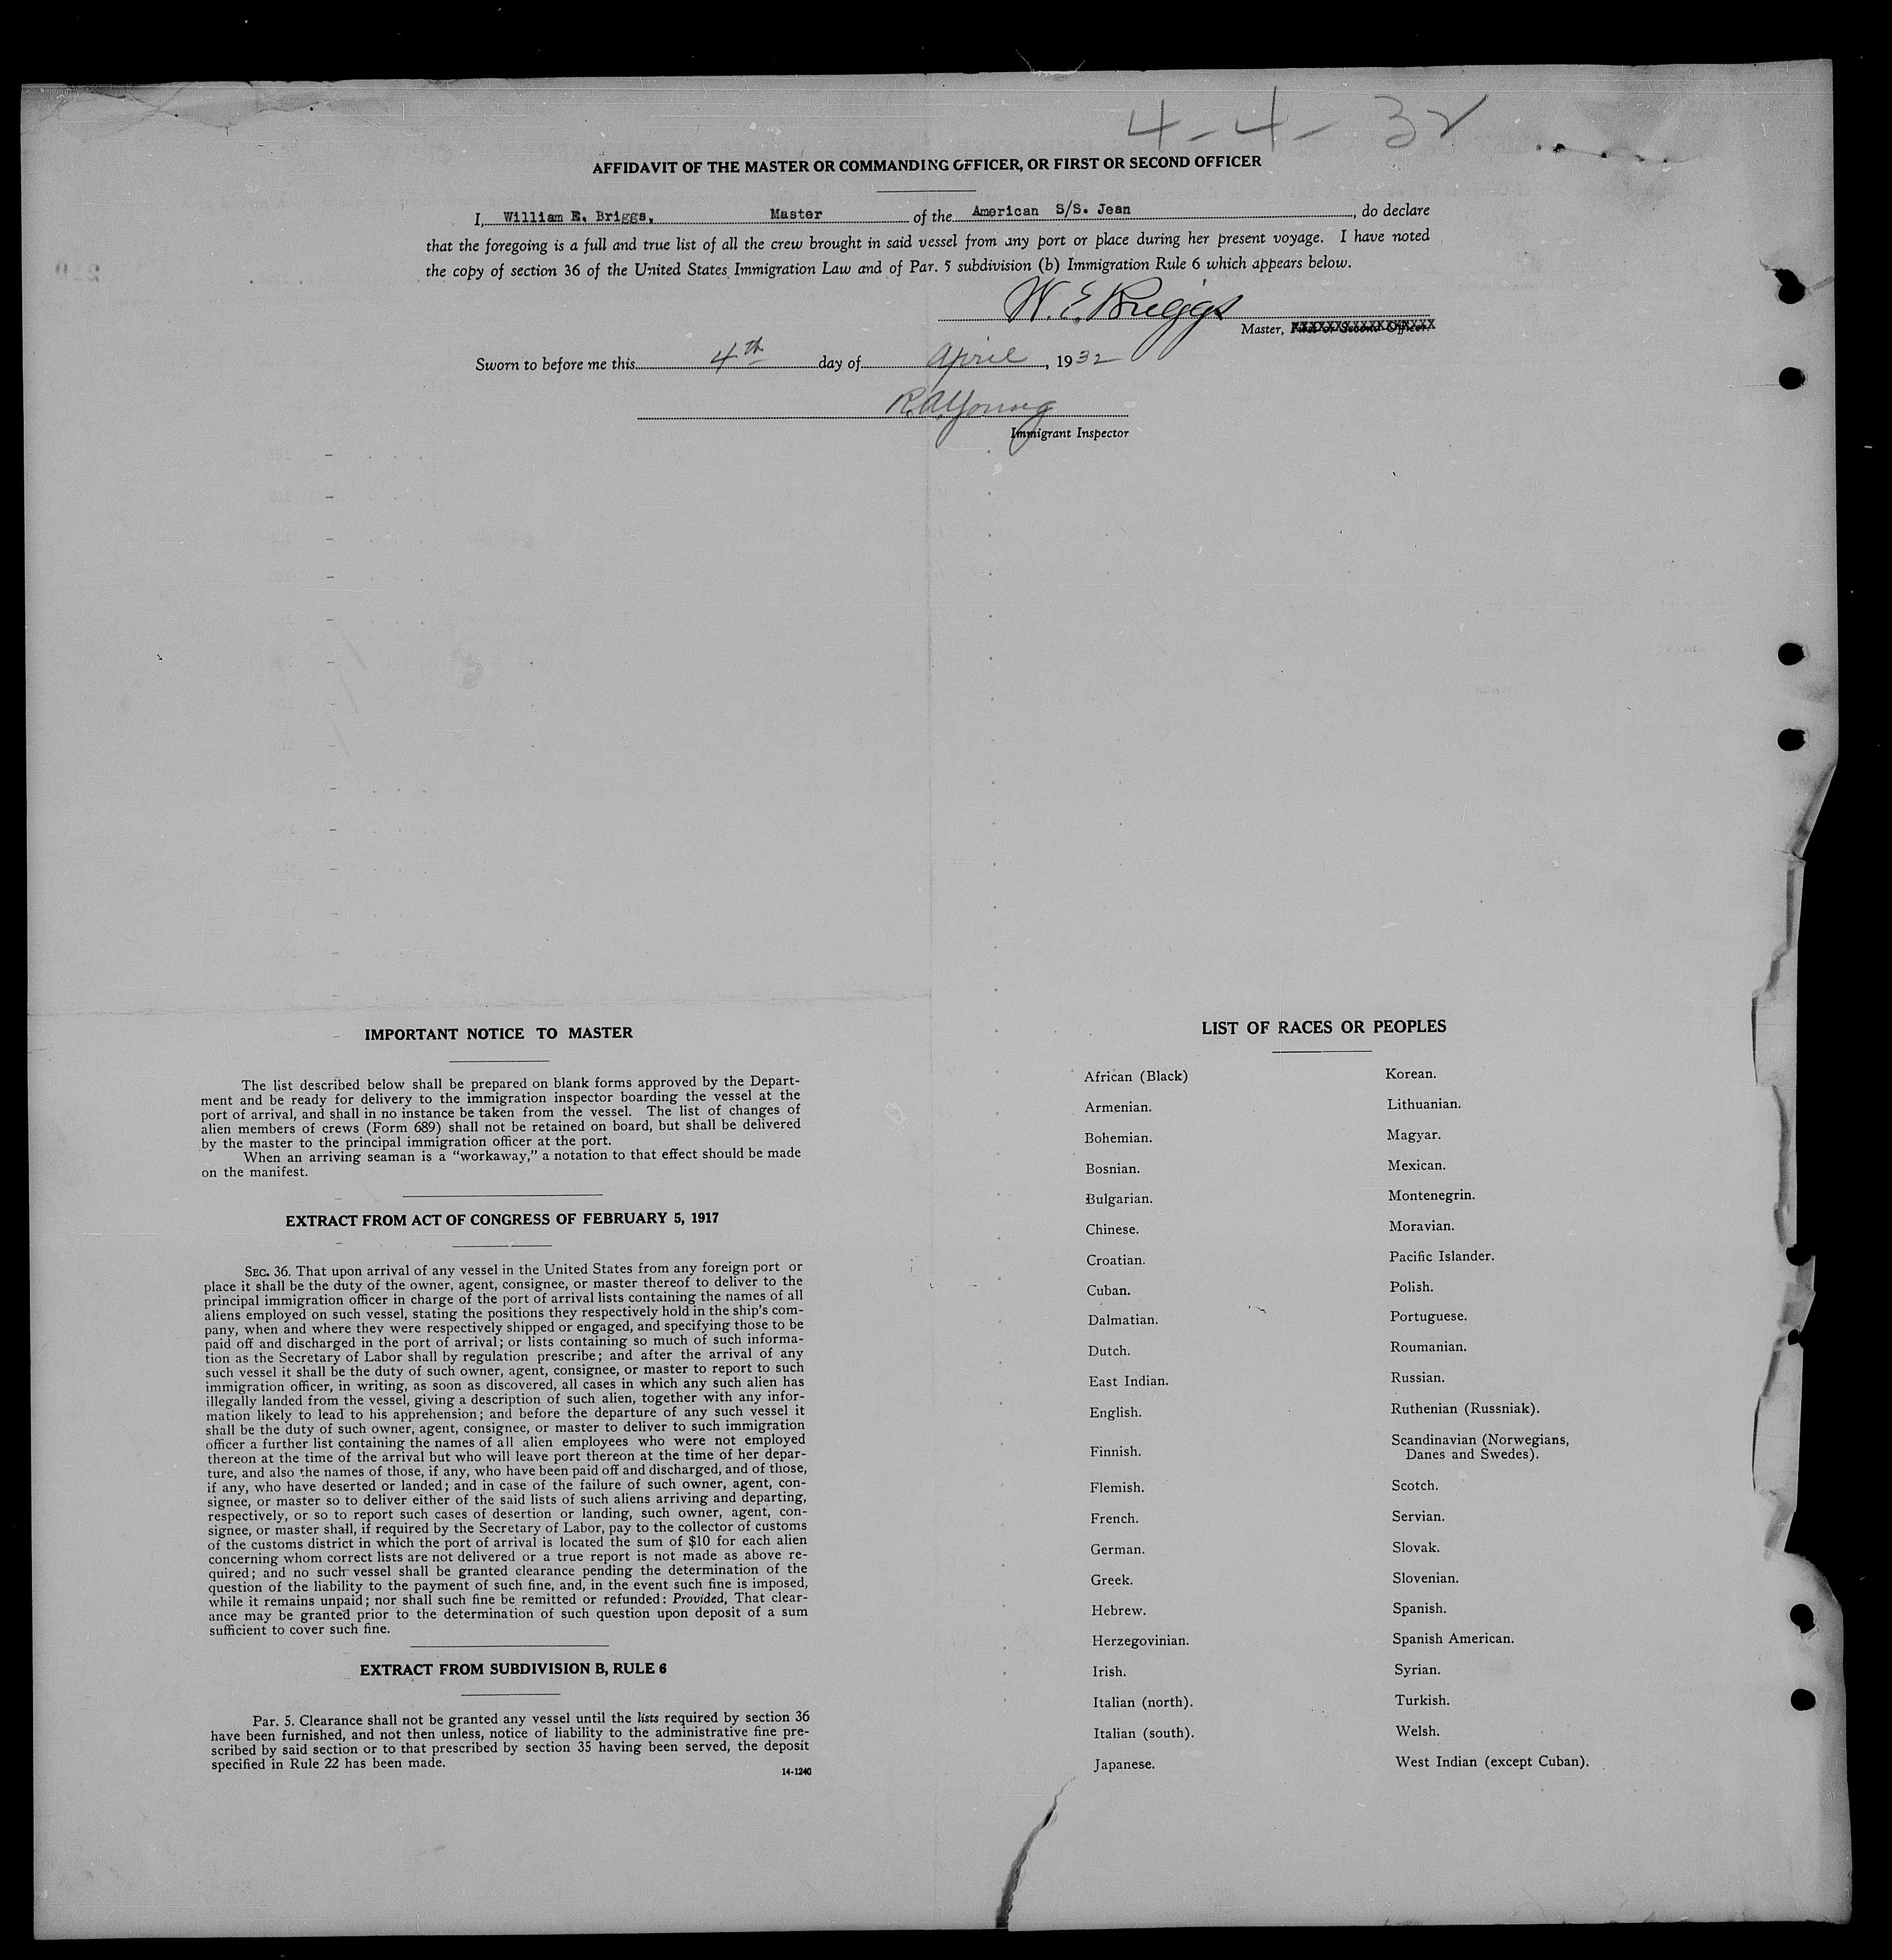 4-4-32
AFFIDAVIT OF THE MASTER OR COMMANDING OFFICER, OR FIRST OR SECOND OFFICER
I, William E. Briggs, Master of the American S/S. Jean, do declare
that the foregoing is a full and true list of all the crew brought in said vessel from any port or place during her present voyage. I have noted
the copy of section 36 of the United States Immigration Law and of Par. 5 subdivision (b) Immigration Rule 6 which appears below.
W. E. Briggs
Master, First or Second Officer.
Sworn to before me this 4th day of April, 1932
R.A. Young
Immigrant Inspector
IMPORTANT NOTICE TO MASTER
The list described below shall be prepared on blank forms approved by the Depart-
ment and be ready for delivery to the immigration inspector boarding the vessel at the
port of arrival, and shall in no instance be taken from the vessel. The list of changes of
alien members of crews (Form 689) shall not be retained on board, but shall be delivered
by the master to the principal immigration officer at the port.
When an arriving seaman is a "workaway," a notation to that effect should be made
on the manifest.
EXTRACT FROM ACT OF CONGRESS OF FEBRUARY 5, 1917
SEC. 36. That upon arrival of any vessel in the United States from any foreign port or
place it shall be the duty of the owner, agent, consignee, or master thereof to deliver to the
principal immigration officer in charge of the port of arrival lists containing the names of all
aliens employed on such vessel, stating the positions they respectively hold in the ship's com-
pany, when and where they were respectively shipped or engaged, and specifying those to be
paid off and discharged in the port of arrival; or lists containing so much of such informa-
tion as the Secretary of Labor shall by regulation prescribe; and after the arrival of any
such vessel it shall be the duty of such owner, agent, consignee, or master to report to such
immigration officer, in writing, as soon as discovered, all cases in which any such alien has
illegally landed from the vessel, giving a description of such alien, together with any infor-
mation likely to lead to his apprehension; and before the departure of any such vessel it
shall be the duty of such owner, agent, consignee, or master to deliver to such immigration
officer a further list containing the names of all alien employees who were not employed
thereon at the time of the arrival but who will leave port thereon at the time of her depar-
ture, and also the names of those, if any, who have been paid off and discharged, and of those,
if any, who have deserted or landed; and in case of the failure of such owner, agent, con-
signee, or master so to deliver either of the said lists of such aliens arriving and departing,
respectively, or so to report such cases of desertion or landing, such owner, agent, con-
signee, or master shall, if required by the Secretary of Labor, pay to the collector of customs
of the customs district in which the port of arrival is located the sum of $10 for each alien
concerning whom correct lists are not delivered or a true report is not made as above re-
quired; and no such vessel shall be granted clearance pending the determination of the
question of the liability to the payment of such fine, and, in the event such fine is imposed,
while it remains unpaid; nor shall such fine be remitted or refunded: Provided, That clear-
ance may be granted prior to the determination of such question upon deposit of a sum
sufficient to cover such fine.
EXTRACT FROM SUBDIVISION B, RULE 6
Par. 5. Clearance shall not be granted any vessel until the lists required by section 36
have been furnished, and not then unless, notice of liability to the administrative fine pre-
scribed by said section or to that prescribed by section 35 having been served, the deposit
specified in Rule 22 has been made.
14-1240
LIST OF RACES OR PEOPLES
African (Black)
Armenian.
Bohemian.
Bosnian.
Bulgarian.
Chinese.
Croatian.
Cuban.
Dalmatian.
Dutch.
East Indian.
English.
Finnish.
Flemish.
French.
German.
Greek.
Hebrew.
Herzegovinian.
Irish.
Italian (north).
Italian (south).
Japanese.
Korean.
Lithuanian.
Magyar.
Mexican.
Montenegrin.
Moravian.
Pacific Islander.
Polish.
Portuguese.
Roumanian.
Russian.
Ruthenian (Russniak).
Scandinavian (Norwegians,
Danes and Swedes).
Scotch.
Servian.
Slovak.
Slovenian.
Spanish.
Spanish American.
Syrian.
Turkish.
Welsh.
West Indian (except Cuban).